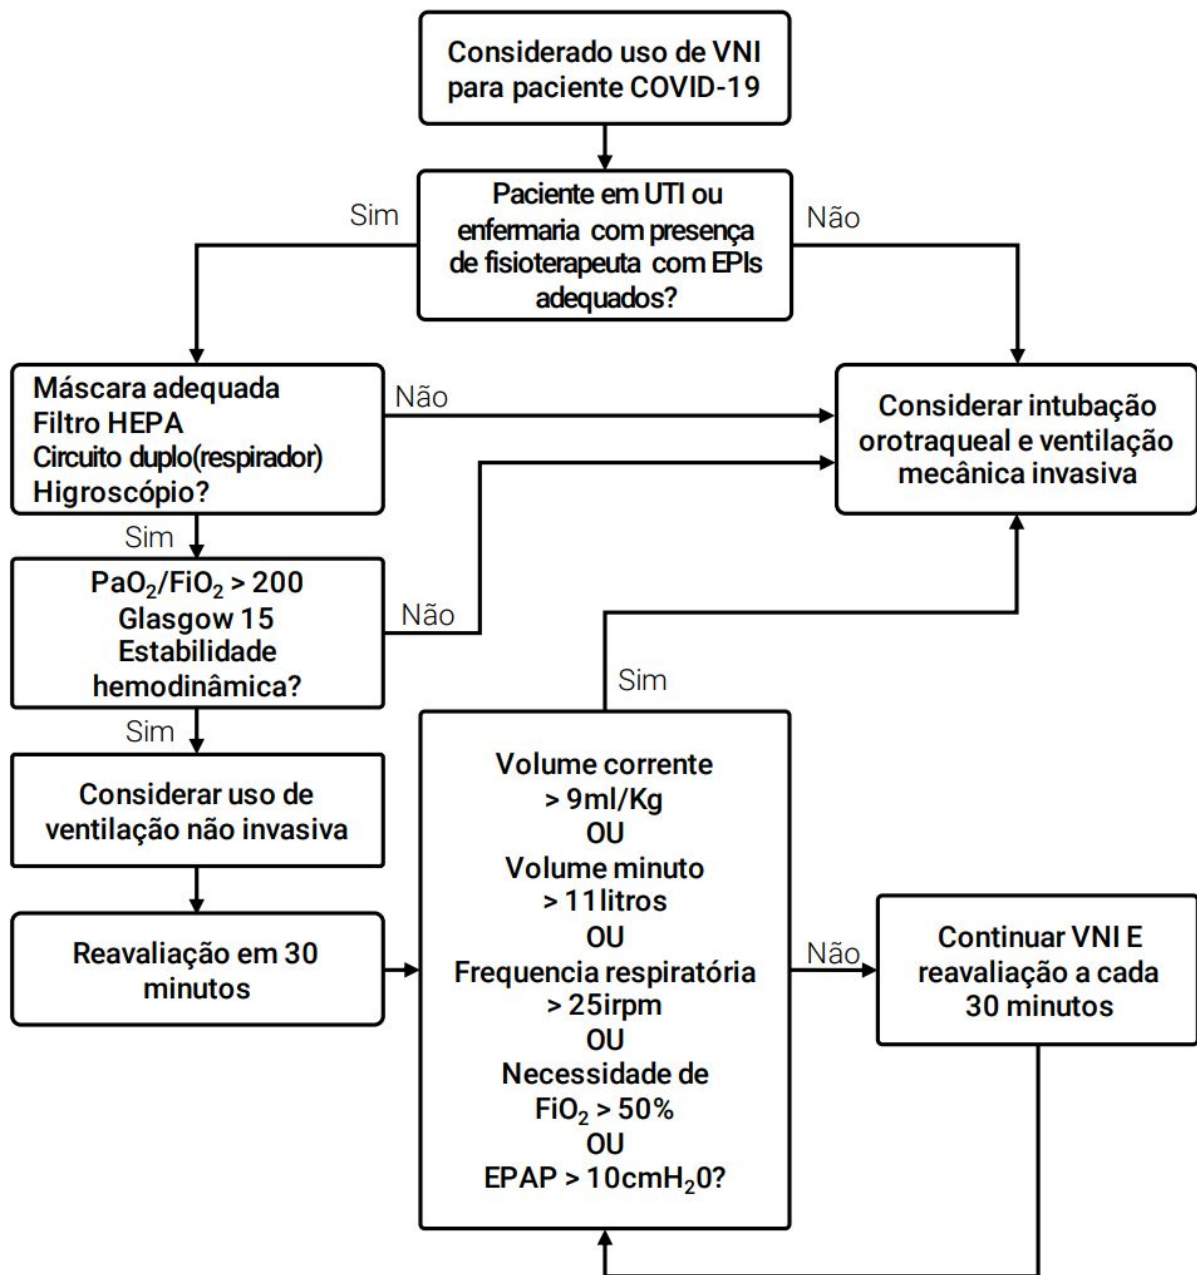 Considerado uso de VNI
para paciente COVID-19
Paciente em UTI ou
enfermaria com presença
de fisioterapeuta com EPIs
adequados?
Sim
Não
Máscara adequada
Filtro HEPA
Circuito duplo(respirador)
Higroscópio?
Não
Considerar intubação
orotraqueal e ventilação
mecânica invasiva
Sim
PaO₂/FiO₂ > 200
Glasgow 15
Estabilidade
hemodinâmica?
Não
Sim
Considerar uso de
ventilação não invasiva
Reavaliação em 30
minutos
Sim
Volume corrente
> 9ml/Kg
OU
Volume minuto
> 11litros
OU
Frequencia respiratória
> 25irpm
OU
Necessidade de
FiO₂ > 50%
OU
EPAP > 10cmH₂0?
Não
Continuar VNI E
reavaliação a cada
30 minutos